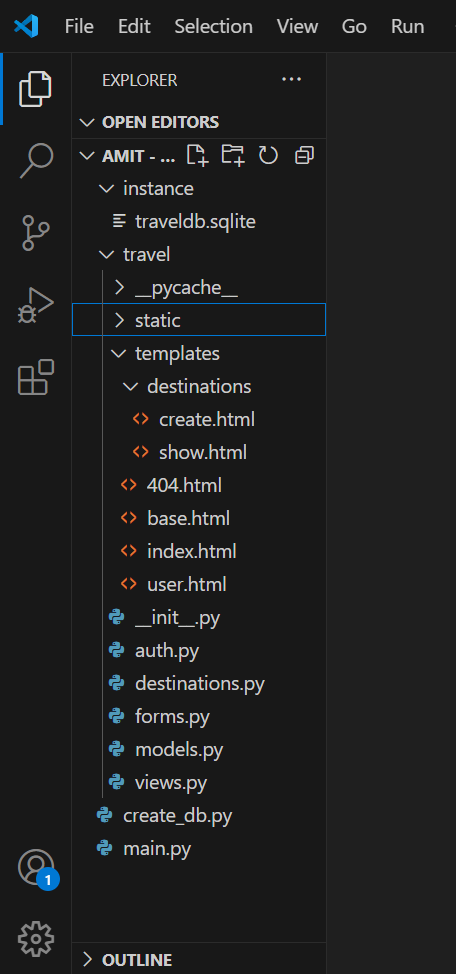 File Edit Selection View Go Run
EXPLORER
OPEN EDITORS
AMIT - ...
instance
traveldb.sqlite
travel
__pycache__
static
templates
destinations
create.html
show.html
404.html
base.html
index.html
user.html
__init__.py
auth.py
destinations.py
forms.py
models.py
views.py
create_db.py
main.py
1
OUTLINE